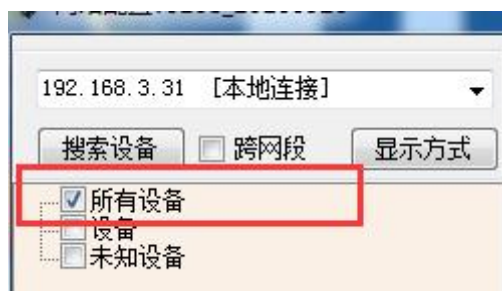 192.168.3.31 [本地连接]
搜索设备 跨网段 显示方式
所有设备
设备
未知设备